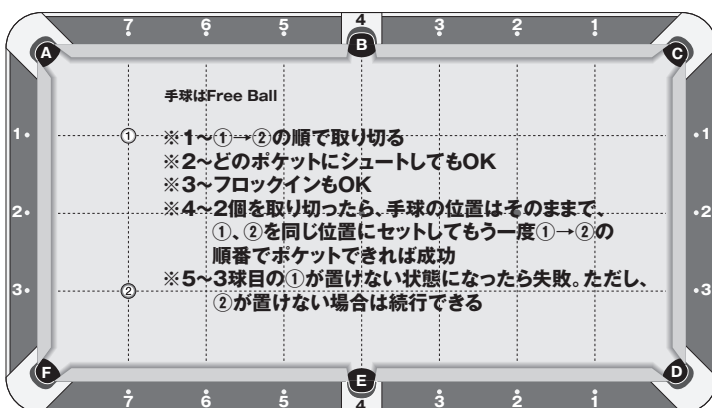 7 6 5 4 3 2 1
A B C
手球はFree Ball
1 ① ※1〜①→②の順で取り切る 1
※2〜どのポケットにシュートしてもOK
※3〜フロックインもOK
2 ※4〜2個を取り切ったら、手球の位置はそのままで、 2
①、②を同じ位置にセットしてもう一度①→②の
順番でポケットできれば成功
3 ② ※5〜3球目の①が置けない状態になったら失敗。ただし、 3
②が置けない場合は続行できる
F E D
7 6 5 4 3 2 1